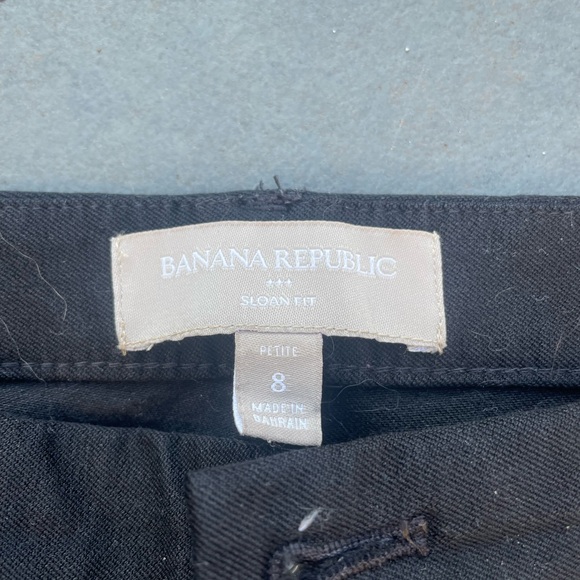 BANANA REPUBLIC
SLOAN FIT
PETITE
8
MADE IN
BAHRAIN